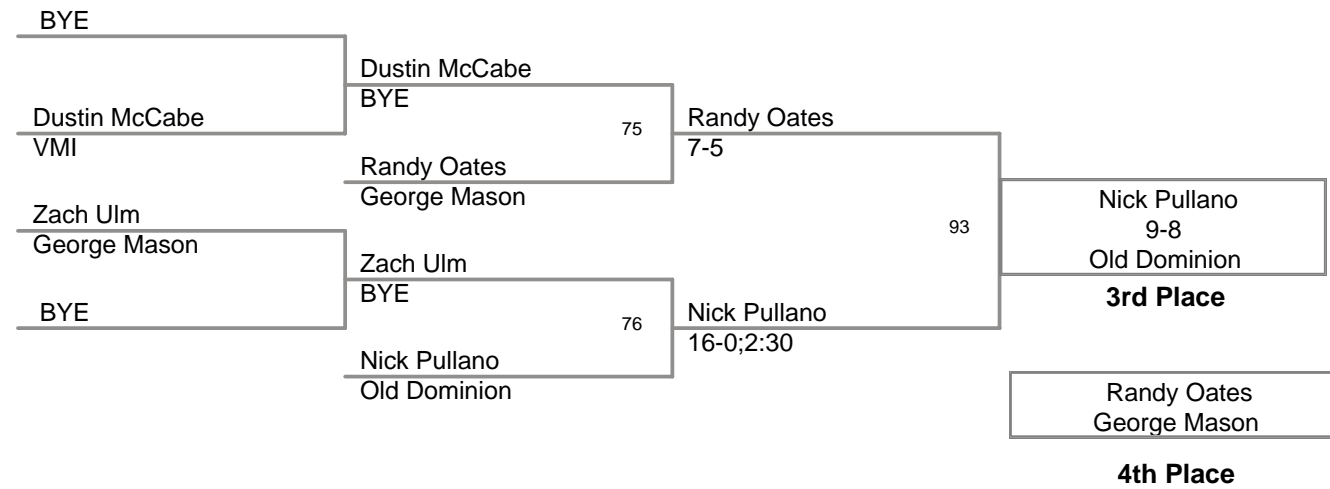 BYE
Dustin McCabe
BYE
Dustin McCabe
VMI
75
Randy Oates
7-5
Randy Oates
George Mason
Zach Ulm
George Mason
Nick Pullano
9-8
Old Dominion
3rd Place
93
Zach Ulm
BYE
BYE
76
Nick Pullano
16-0;2:30
Nick Pullano
Old Dominion
Randy Oates
George Mason
4th Place